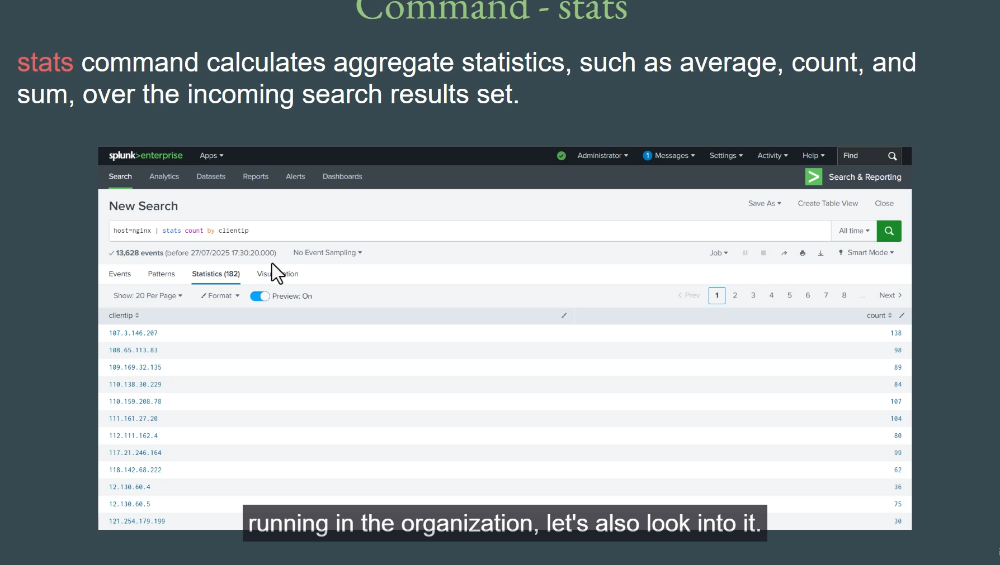 Command - stats
stats command calculates aggregate statistics, such as average, count, and
sum, over the incoming search results set.
splunk>enterprise Apps Administrator 1 Messages Settings Activity Help Find
Search Analytics Datasets Reports Alerts Dashboards > Search & Reporting
New Search Save As Create Table View Close
host=nginx | stats count by clientip All time
13,628 events (before 27/07/2025 17:30:20.000) No Event Sampling Job Smart Mode
Events Patterns Statistics (182) Visualization
Show: 20 Per Page Format Preview: On < Prev 1 2 3 4 5 6 7 8 ... Next >
clientip count
107.3.146.207 138
108.65.113.83 98
109.169.32.135 89
110.138.30.229 84
110.159.208.78 107
111.161.27.20 104
112.111.162.4 80
117.21.246.164 99
118.142.68.222 62
12.130.60.4 36
12.130.60.5 75
121.254.179.199 30
running in the organization, let's also look into it.